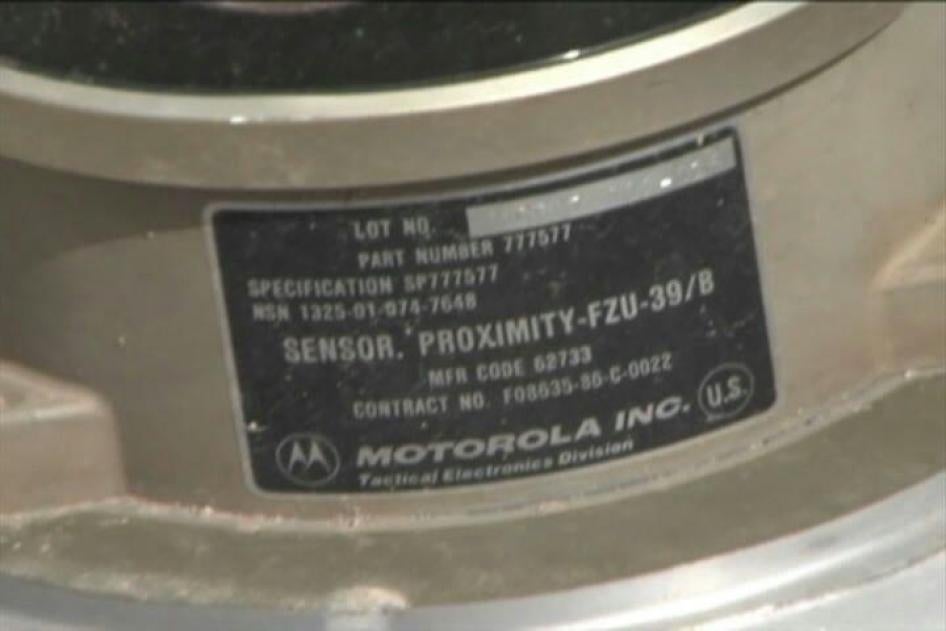 LOT NO.
PART NUMBER 777577
SPECIFICATION SP777577
NSN 1325-01-074-7648
SENSOR. PROXIMITY-FZU-39/B
MFR CODE 62733
CONTRACT NO. F08635-86-C-0022
MOTOROLA INC. U.S.
Tactical Electronics Division